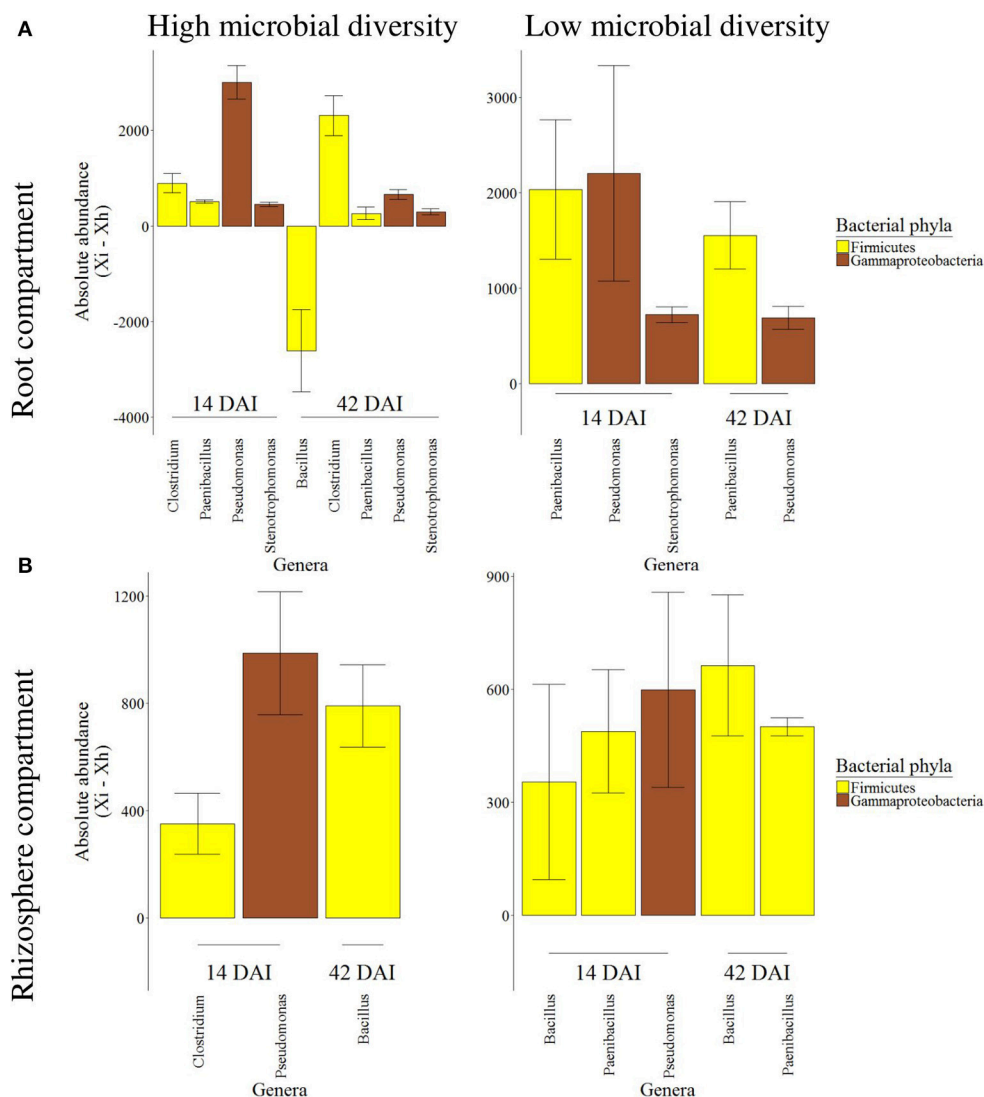 A
High microbial diversity
Low microbial diversity
Root compartment
Absolute abundance
(Xi - Xh)
2000
0
-2000
-4000
14 DAI
42 DAI
Clostridium
Paenibacillus
Pseudomonas
Stenotrophomonas
Bacillus
Clostridium
Paenibacillus
Pseudomonas
Stenotrophomonas
Genera
3000
2000
1000
0
14 DAI
42 DAI
Paenibacillus
Pseudomonas
Stenotrophomonas
Paenibacillus
Pseudomonas
Genera
Bacterial phyla
Firmicutes
Gammaproteobacteria
B
Rhizosphere compartment
Absolute abundance
(Xi - Xh)
1200
800
400
0
14 DAI
42 DAI
Clostridium
Pseudomonas
Bacillus
Genera
900
600
300
0
14 DAI
42 DAI
Bacillus
Paenibacillus
Pseudomonas
Bacillus
Paenibacillus
Genera
Bacterial phyla
Firmicutes
Gammaproteobacteria